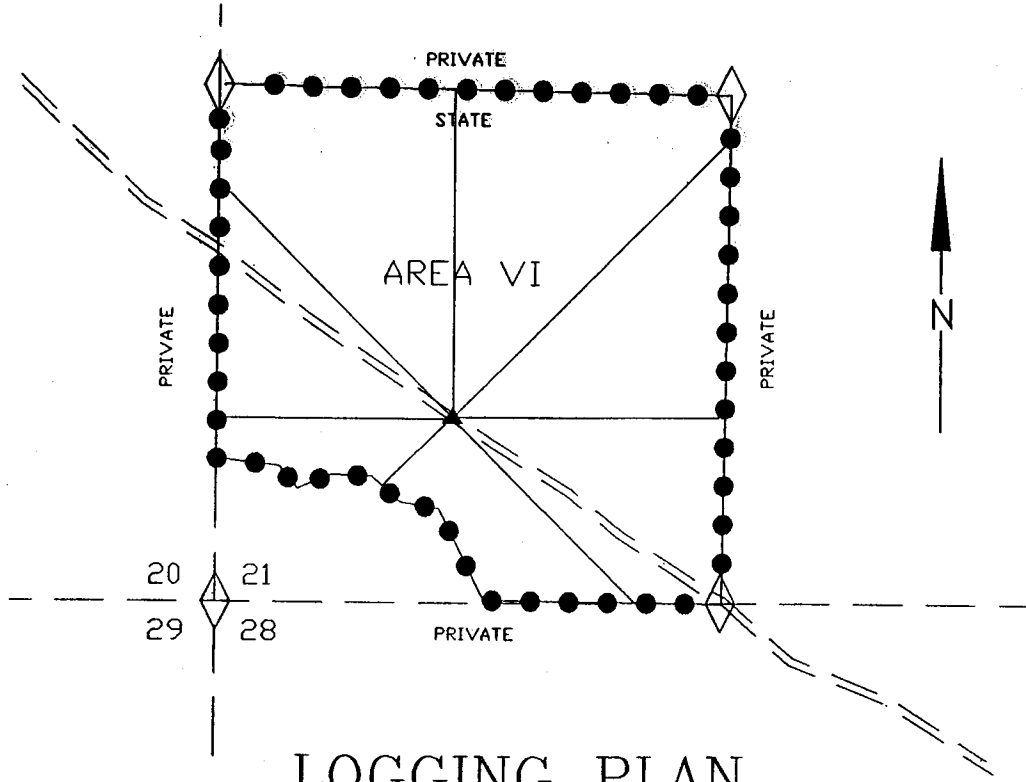 PRIVATE
STATE
AREA VI
N
PRIVATE
PRIVATE
20 21
29 28
PRIVATE
LOGGING PLAN